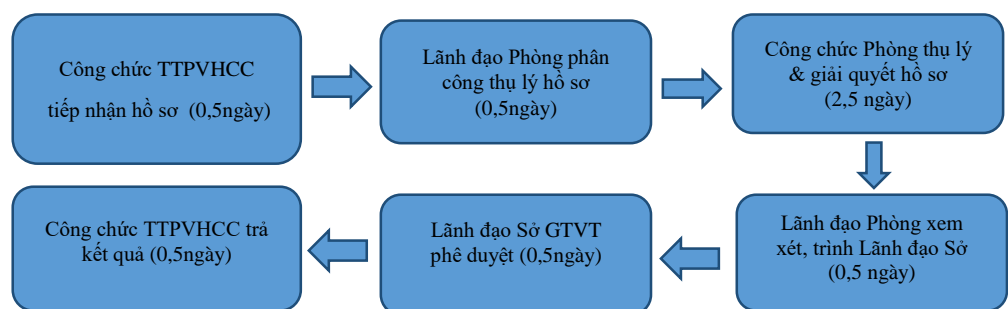 Công chức TTPVHCC
tiếp nhận hồ sơ (0,5ngày)
Lãnh đạo Phòng phân
công thụ lý hồ sơ
(0,5ngày)
Công chức Phòng thụ lý
& giải quyết hồ sơ
(2,5 ngày)
Lãnh đạo Phòng xem
xét, trình Lãnh đạo Sở
(0,5 ngày)
Lãnh đạo Sở GTVT
phê duyệt (0,5ngày)
Công chức TTPVHCC trả
kết quả (0,5ngày)